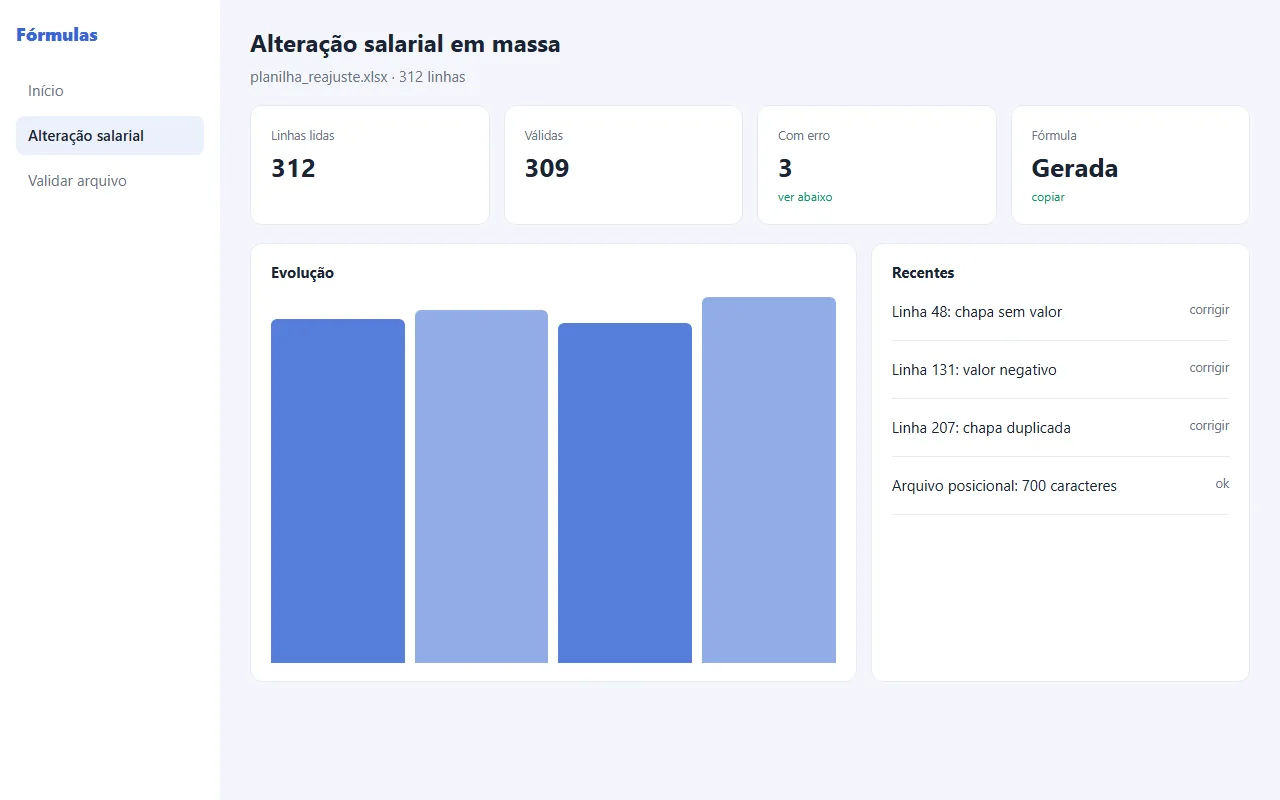 Fórmulas
Início
Alteração salarial
Validar arquivo
Alteração salarial em massa
planilha_reajuste.xlsx · 312 linhas
Linhas lidas
312
Válidas
309
Com erro
3
ver abaixo
Fórmula
Gerada
copiar
Evolução
Recentes
Linha 48: chapa sem valor corrigir
Linha 131: valor negativo corrigir
Linha 207: chapa duplicada corrigir
Arquivo posicional: 700 caracteres ok